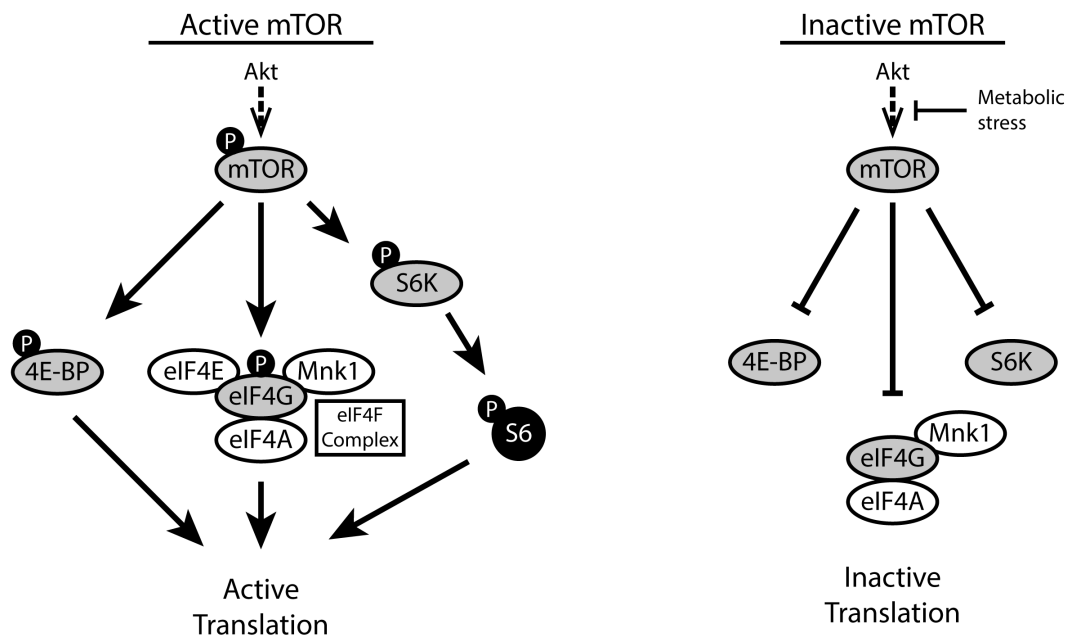 Active mTOR
Akt
P
mTOR
P
S6K
P
4E-BP
eIF4E
P
Mnk1
eIF4G
eIF4A
eIF4F
Complex
P
S6
Active
Translation
Inactive mTOR
Akt
Metabolic
stress
mTOR
4E-BP
S6K
Mnk1
eIF4G
eIF4A
Inactive
Translation